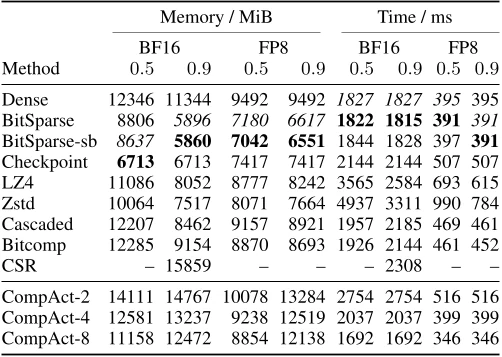 Memory / MiB Time / ms
BF16 FP8 BF16 FP8
Method 0.5 0.9 0.5 0.9 0.5 0.9 0.5 0.9
Dense 12346 11344 9492 9492 1827 1827 395 395
BitSparse 8806 5896 7180 6617 1822 1815 391 391
BitSparse-sb 8637 5860 7042 6551 1844 1828 397 391
Checkpoint 6713 6713 7417 7417 2144 2144 507 507
LZ4 11086 8052 8777 8242 3565 2584 693 615
Zstd 10064 7517 8071 7664 4937 3311 990 784
Cascaded 12207 8462 9157 8921 1957 2185 469 461
Bitcomp 12285 9154 8870 8693 1926 2144 461 452
CSR – 15859 – – – 2308 – –
CompAct-2 14111 14767 10078 13284 2754 2754 516 516
CompAct-4 12581 13237 9238 12519 2037 2037 399 399
CompAct-8 11158 12472 8854 12138 1692 1692 346 346